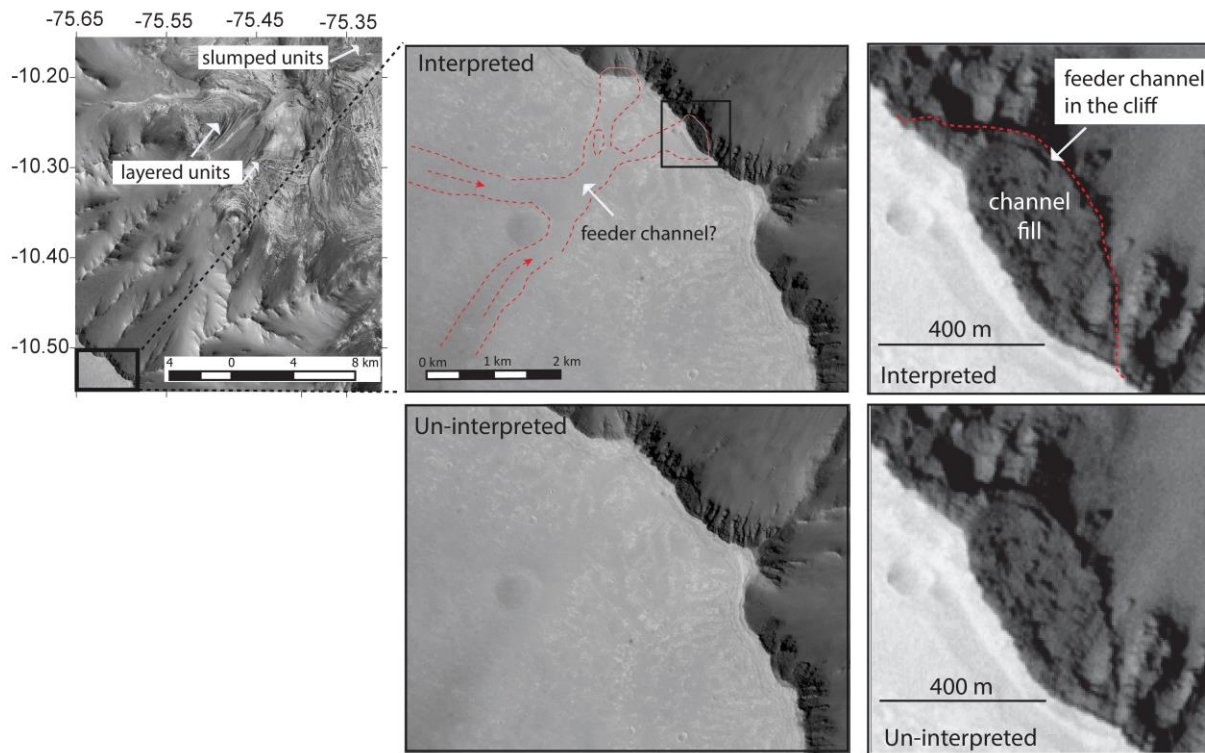 -75.65 -75.55 -75.45 -75.35
-10.20
-10.30
-10.40
-10.50
slumped units
layered units
4 0 4 8 km
Interpreted
feeder channel?
0 km 1 km 2 km
feeder channel
in the cliff
channel
fill
400 m
Interpreted
Un-interpreted
400 m
Un-interpreted